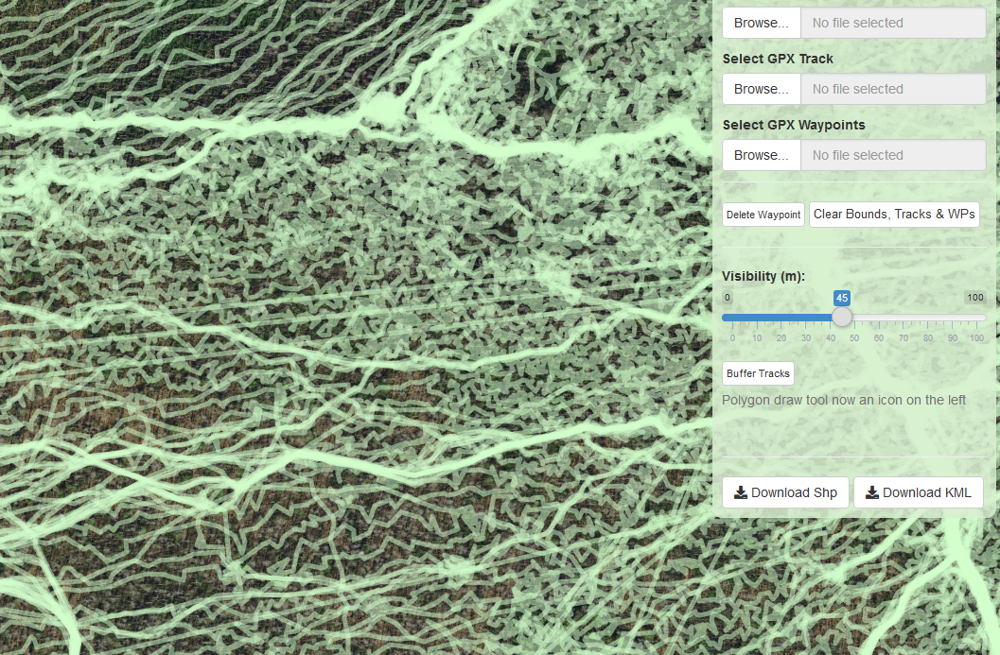 Browse... No file selected
Select GPX Track
Browse... No file selected
Select GPX Waypoints
Browse... No file selected
Delete Waypoint Clear Bounds, Tracks & WPs
Visibility (m):
0 45 100
0 10 20 30 40 50 60 70 80 90 100
Buffer Tracks
Polygon draw tool now an icon on the left
Download Shp Download KML